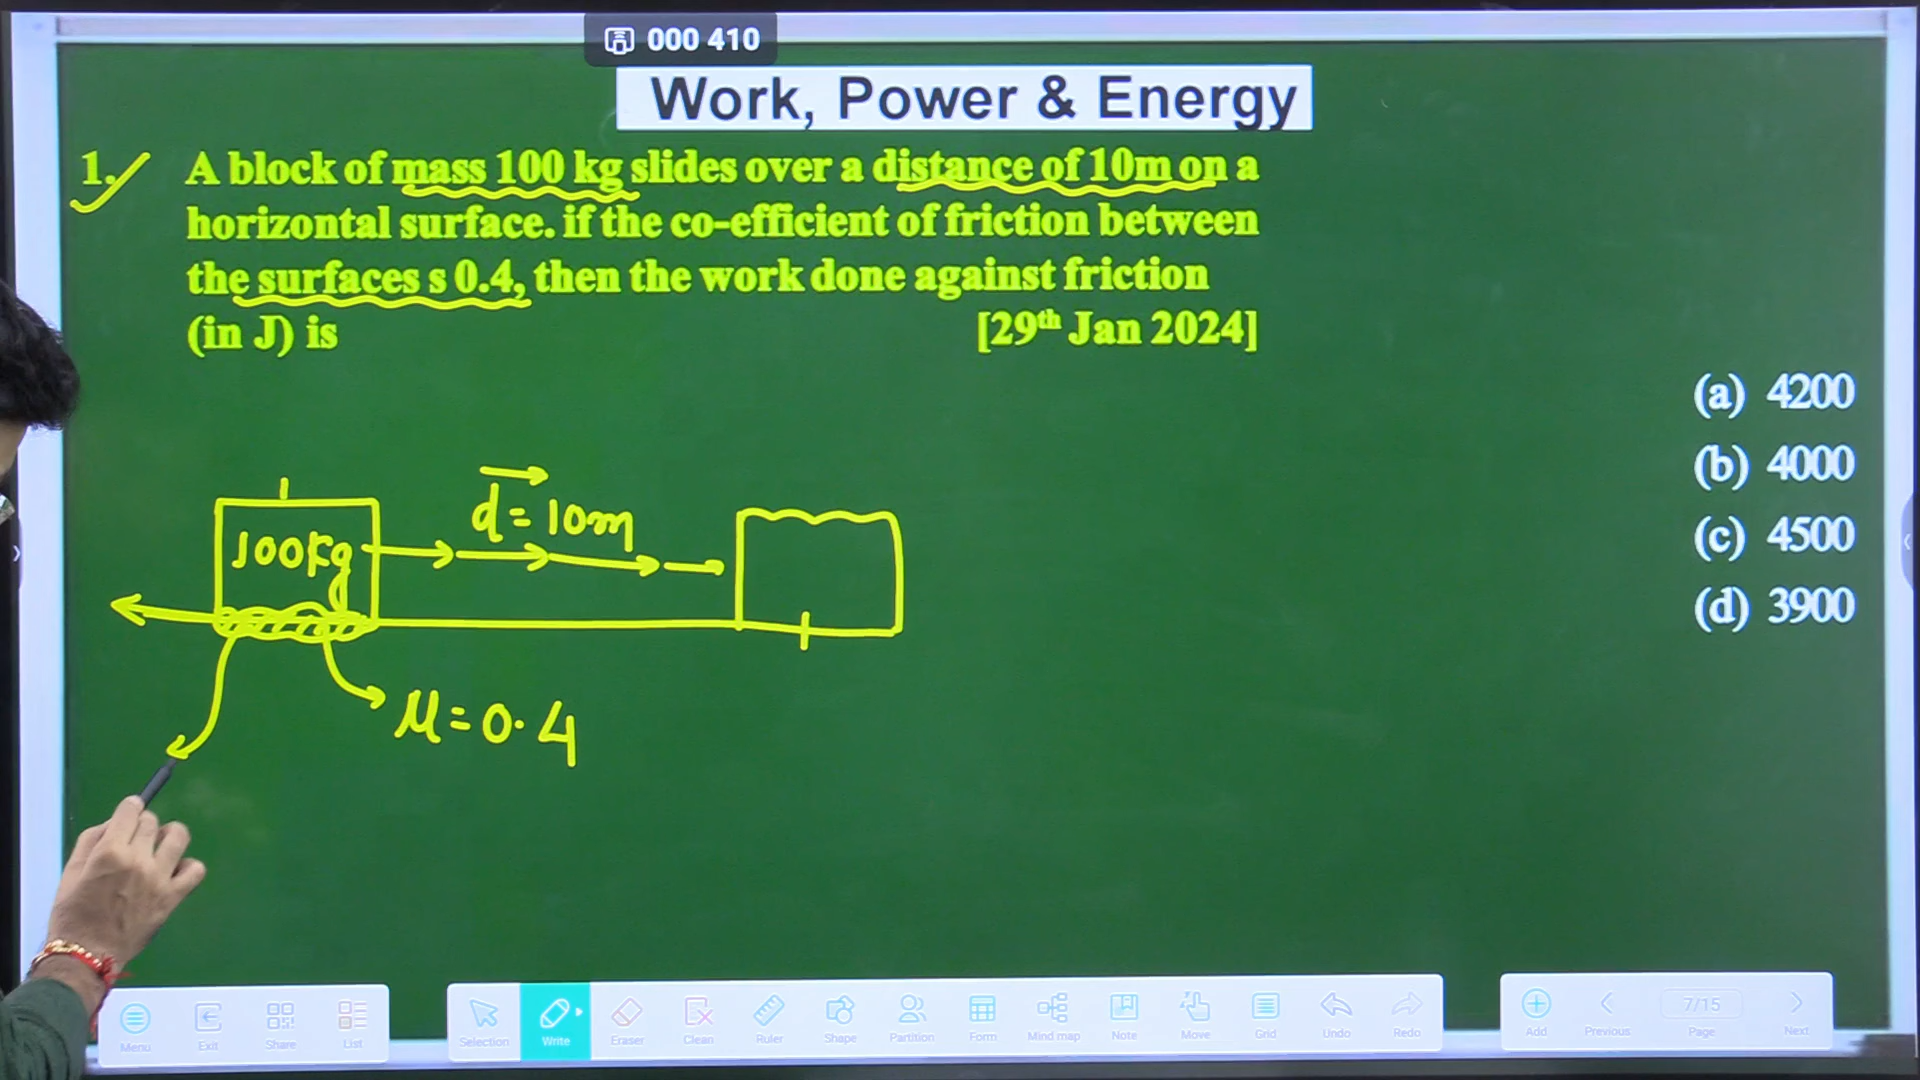 000 410
Work, Power & Energy
1. A block of mass 100 kg slides over a distance of 10m on a
horizontal surface. if the co-efficient of friction between
the surfaces s 0.4, then the work done against friction
(in J) is [29th Jan 2024]
(a) 4200
(b) 4000
(c) 4500
(d) 3900
d = 10m
100kg
μ = 0.4
Menu Exit Share List Selection Write Eraser Clean Ruler Shape Partition Form Mind map Note Move Grid Undo Redo Add Previous 7/15 Page Next